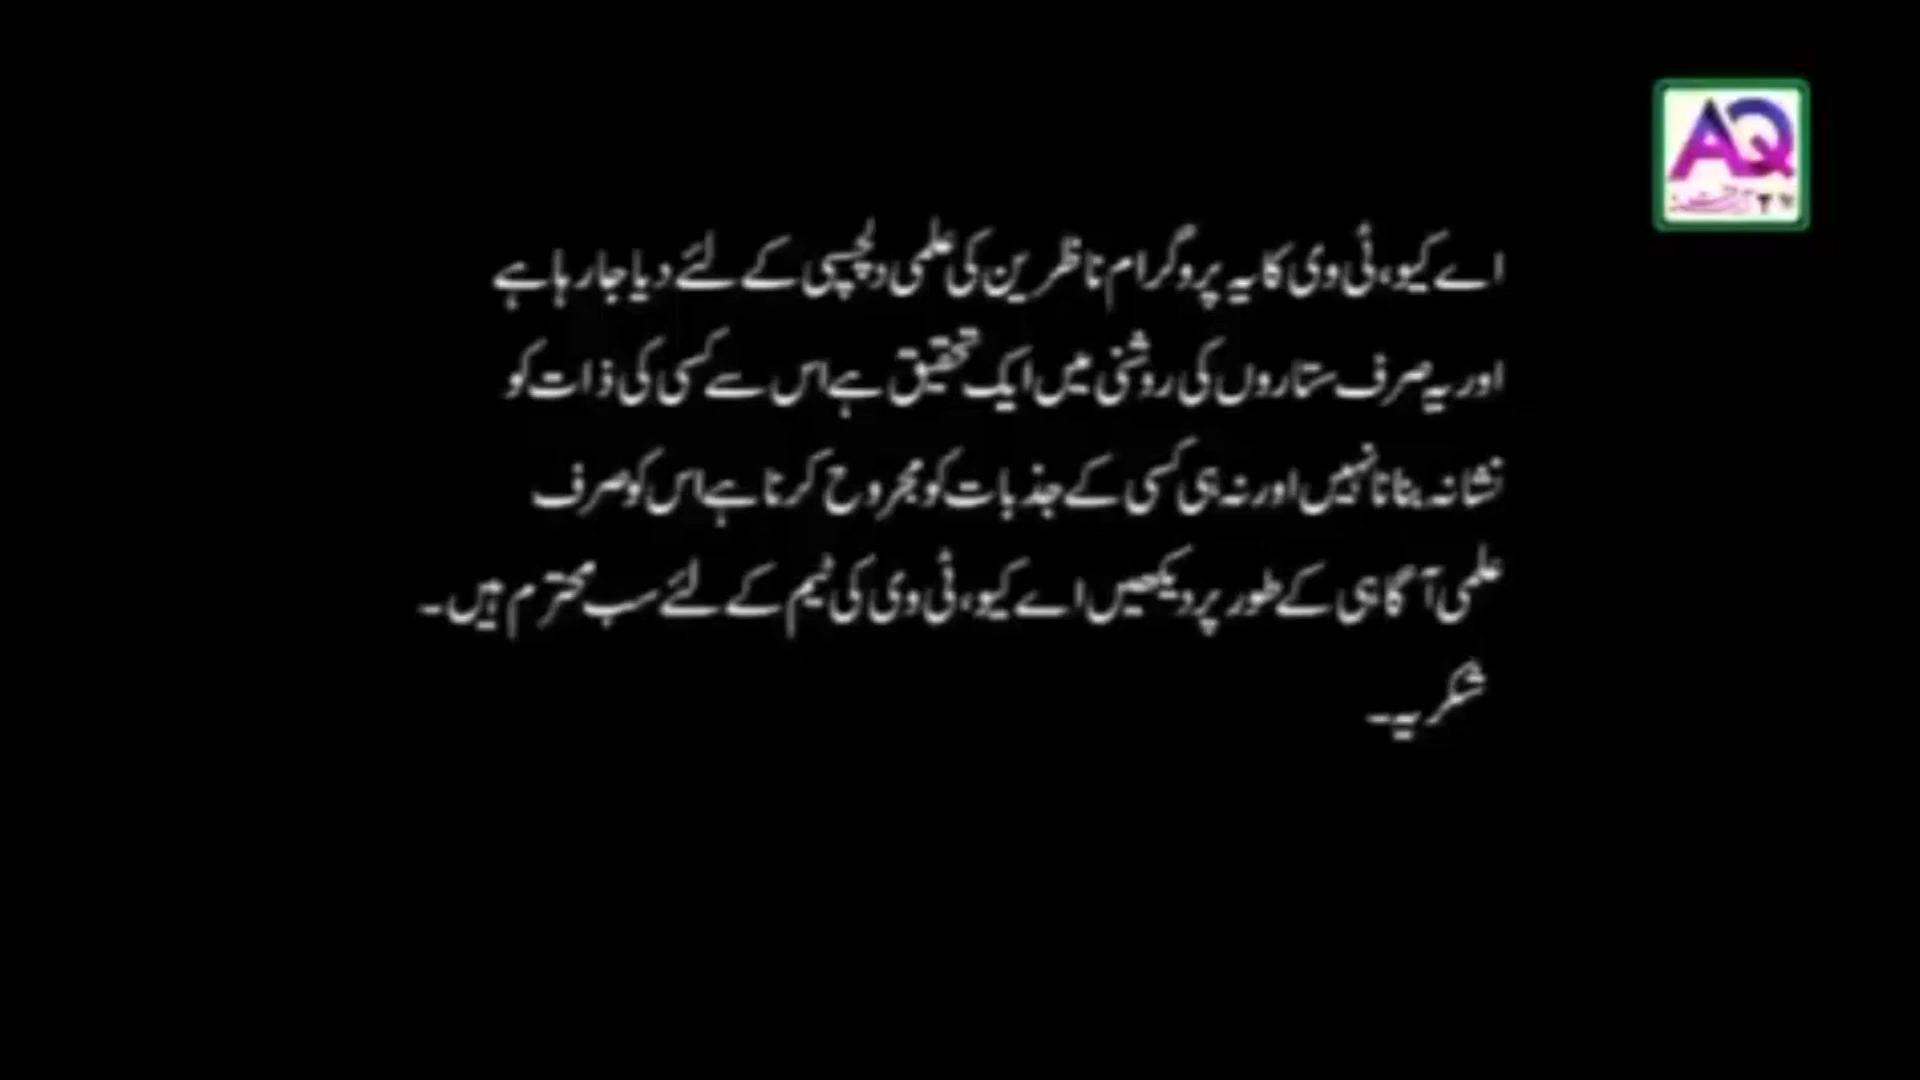 AQ
اے کیو، ٹی وی کا یہ پروگرام ناظرین کی علمی دلچسپی کے لئے دیا جا رہا ہے
اور یہ صرف ستاروں کی روشنی میں ایک تحقیق ہے اس سے کسی کی ذات کو
نشانہ بنانا نہیں اور نہ ہی کسی کے جذبات کو مجروح کرنا ہے اس کو صرف
علمی آگاہی کے طور پر دیکھیں اے کیو، ٹی وی کی ٹیم کے لئے سب محترم ہیں۔
شکریہ۔